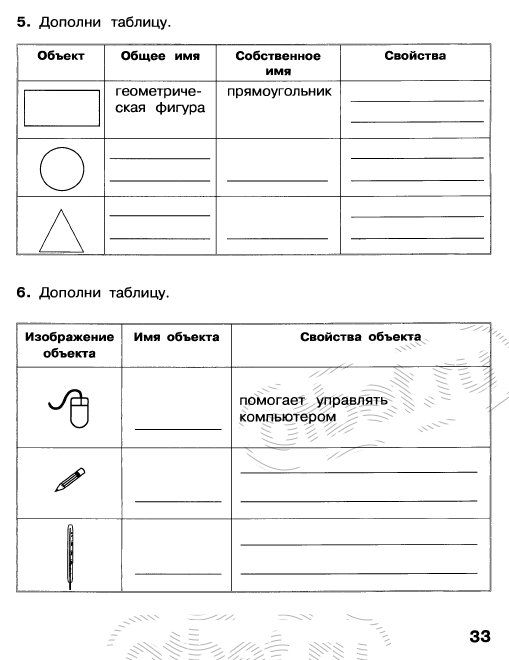 5. Дополни таблицу.
Объект Общее имя Собственное Свойства
имя
геометриче- прямоугольник
ская фигура
6. Дополни таблицу.
Изображение Имя объекта Свойства объекта
объекта
помогает управлять
компьютером
33